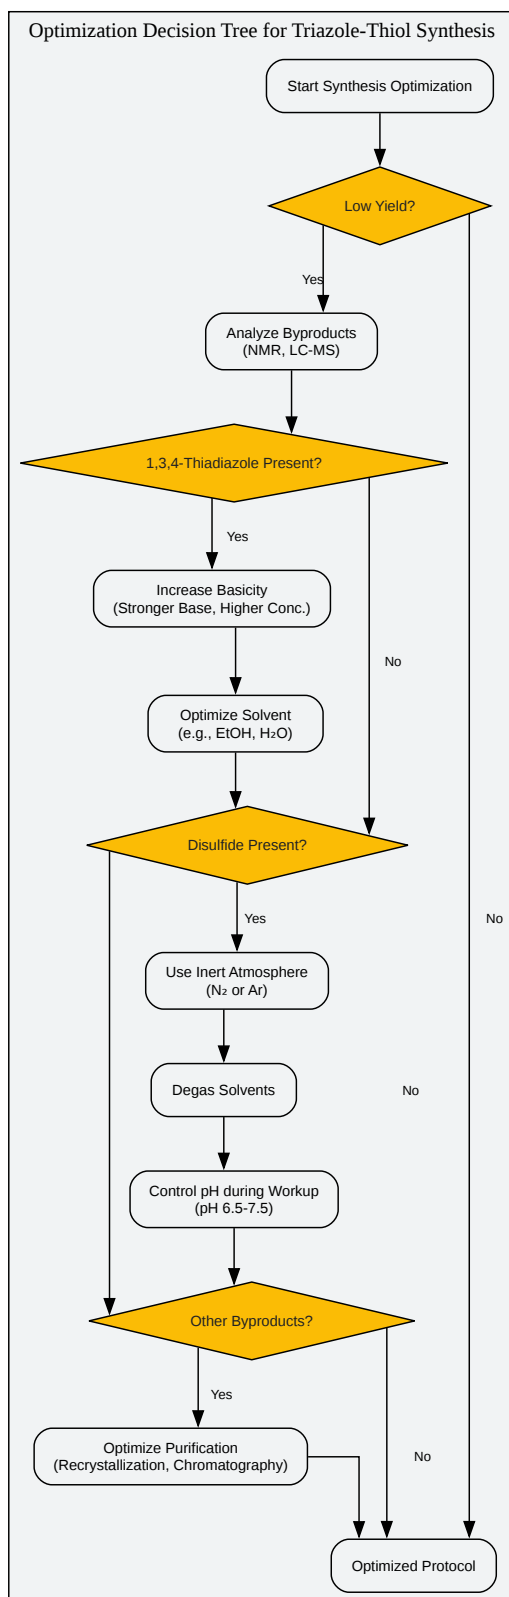 Optimization Decision Tree for Triazole-Thiol Synthesis
Start Synthesis Optimization
Low Yield?
Yes
Analyze Byproducts
(NMR, LC-MS)
1,3,4-Thiadiazole Present?
Yes
Increase Basicity
(Stronger Base, Higher Conc.)
No
Optimize Solvent
(e.g., EtOH, H₂O)
Disulfide Present?
Yes
No
Use Inert Atmosphere
(N₂ or Ar)
Degas Solvents
No
Control pH during Workup
(pH 6.5-7.5)
Other Byproducts?
Yes
Optimize Purification
(Recrystallization, Chromatography)
No
Optimized Protocol